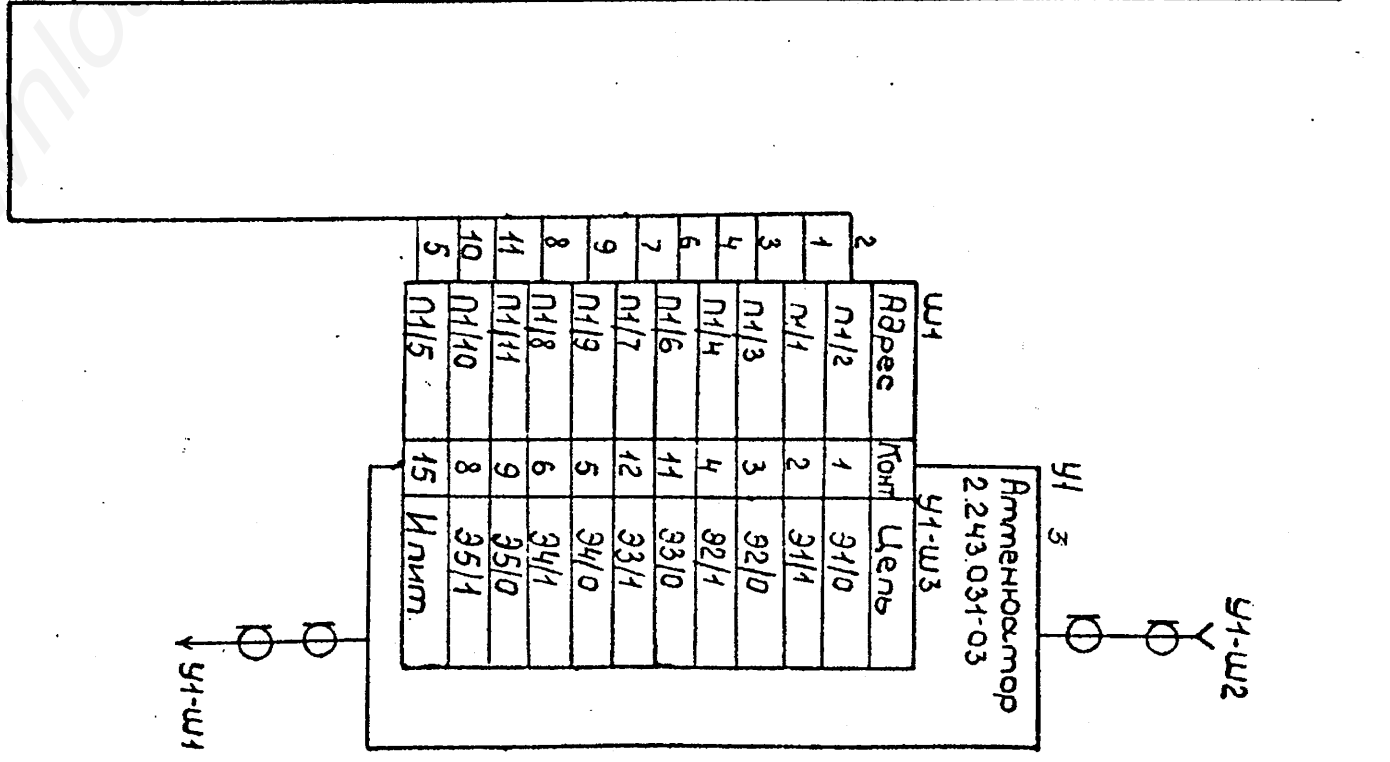 У1-Ш2
У1 3
Аттенюатор
2.243.031-03
Ш1
У1-Ш3
Адрес Конт Цепь
2 П1/2 1 Э1/0
1 П1/1 2 Э1/1
3 П1/3 3 Э2/0
4 П1/4 4 Э2/1
6 П1/6 11 Э3/0
7 П1/7 12 Э3/1
9 П1/9 5 Э4/0
8 П1/8 6 Э4/1
11 П1/11 9 Э5/0
10 П1/10 8 Э5/1
5 П1/5 15 Ипит.
У1-Ш1